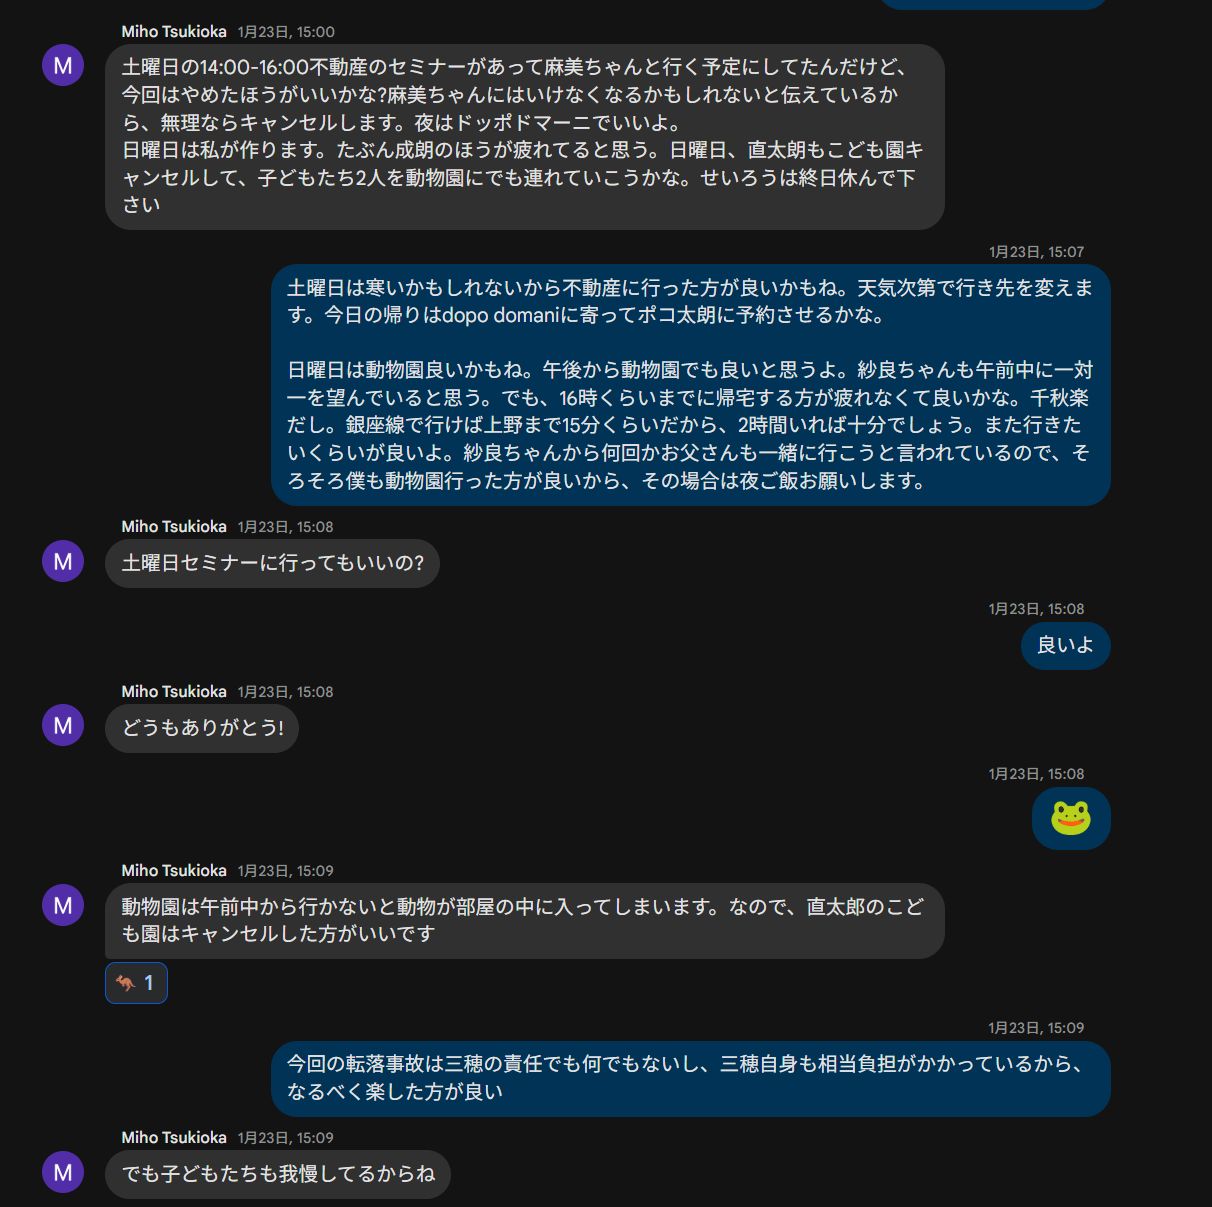 Miho Tsukioka 1月23日, 15:00
M
土曜日の14:00-16:00不動産のセミナーがあって麻美ちゃんと行く予定にしてたんだけど、
今回はやめたほうがいいかな?麻美ちゃんにはいけなくなるかもしれないと伝えているか
ら、無理ならキャンセルします。夜はドッポドマーニでいいよ。
日曜日は私が作ります。たぶん成朗のほうが疲れてると思う。日曜日、直太朗もこども園キ
ャンセルして、子どもたち2人を動物園にでも連れていこうかな。せいろうは終日休んで下
さい
1月23日, 15:07
土曜日は寒いかもしれないから不動産に行った方が良いかもね。天気次第で行き先を変えま
す。今日の帰りはdopo domaniに寄ってポコ太朗に予約させるかな。
日曜日は動物園良いかもね。午後から動物園でも良いと思うよ。紗良ちゃんも午前中に一対
一を望んでいると思う。でも、16時くらいまでに帰宅する方が疲れなくて良いかな。千秋楽
だし。銀座線で行けば上野まで15分くらいだから、2時間いれば十分でしょう。また行きた
いくらいが良いよ。紗良ちゃんから何回かお父さんも一緒に行こうと言われているので、そ
ろそろ僕も動物園行った方が良いから、その場合は夜ご飯お願いします。
Miho Tsukioka 1月23日, 15:08
M
土曜日セミナーに行ってもいいの?
1月23日, 15:08
良いよ
Miho Tsukioka 1月23日, 15:08
M
どうもありがとう!
1月23日, 15:08
🐸
Miho Tsukioka 1月23日, 15:09
M
動物園は午前中から行かないと動物が部屋の中に入ってしまいます。なので、直太郎のこど
も園はキャンセルした方がいいです
🦘 1
1月23日, 15:09
今回の転落事故は三穂の責任でも何でもないし、三穂自身も相当負担がかかっているから、
なるべく楽した方が良い
Miho Tsukioka 1月23日, 15:09
M
でも子どもたちも我慢してるからね